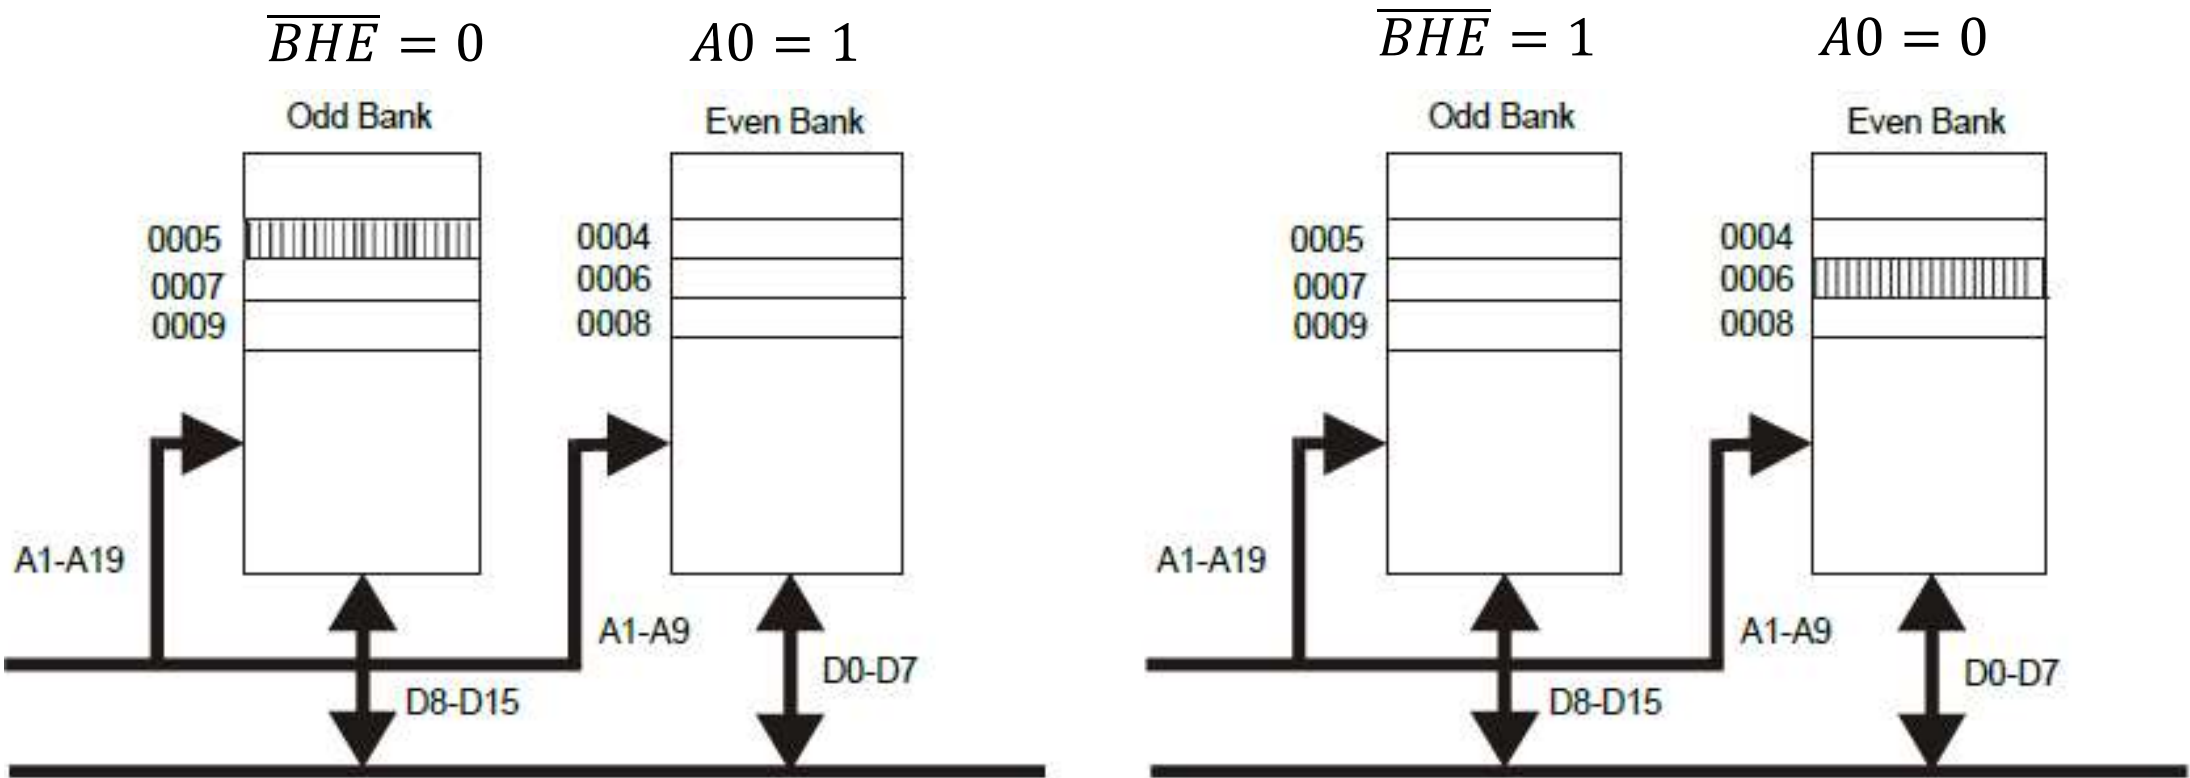 $\overline{BHE} = 0$
$A0 = 1$
Odd Bank
Even Bank
0005
0007
0009
0004
0006
0008
A1-A19
A1-A9
D8-D15
D0-D7
$\overline{BHE} = 1$
$A0 = 0$
Odd Bank
Even Bank
0005
0007
0009
0004
0006
0008
A1-A19
A1-A9
D8-D15
D0-D7